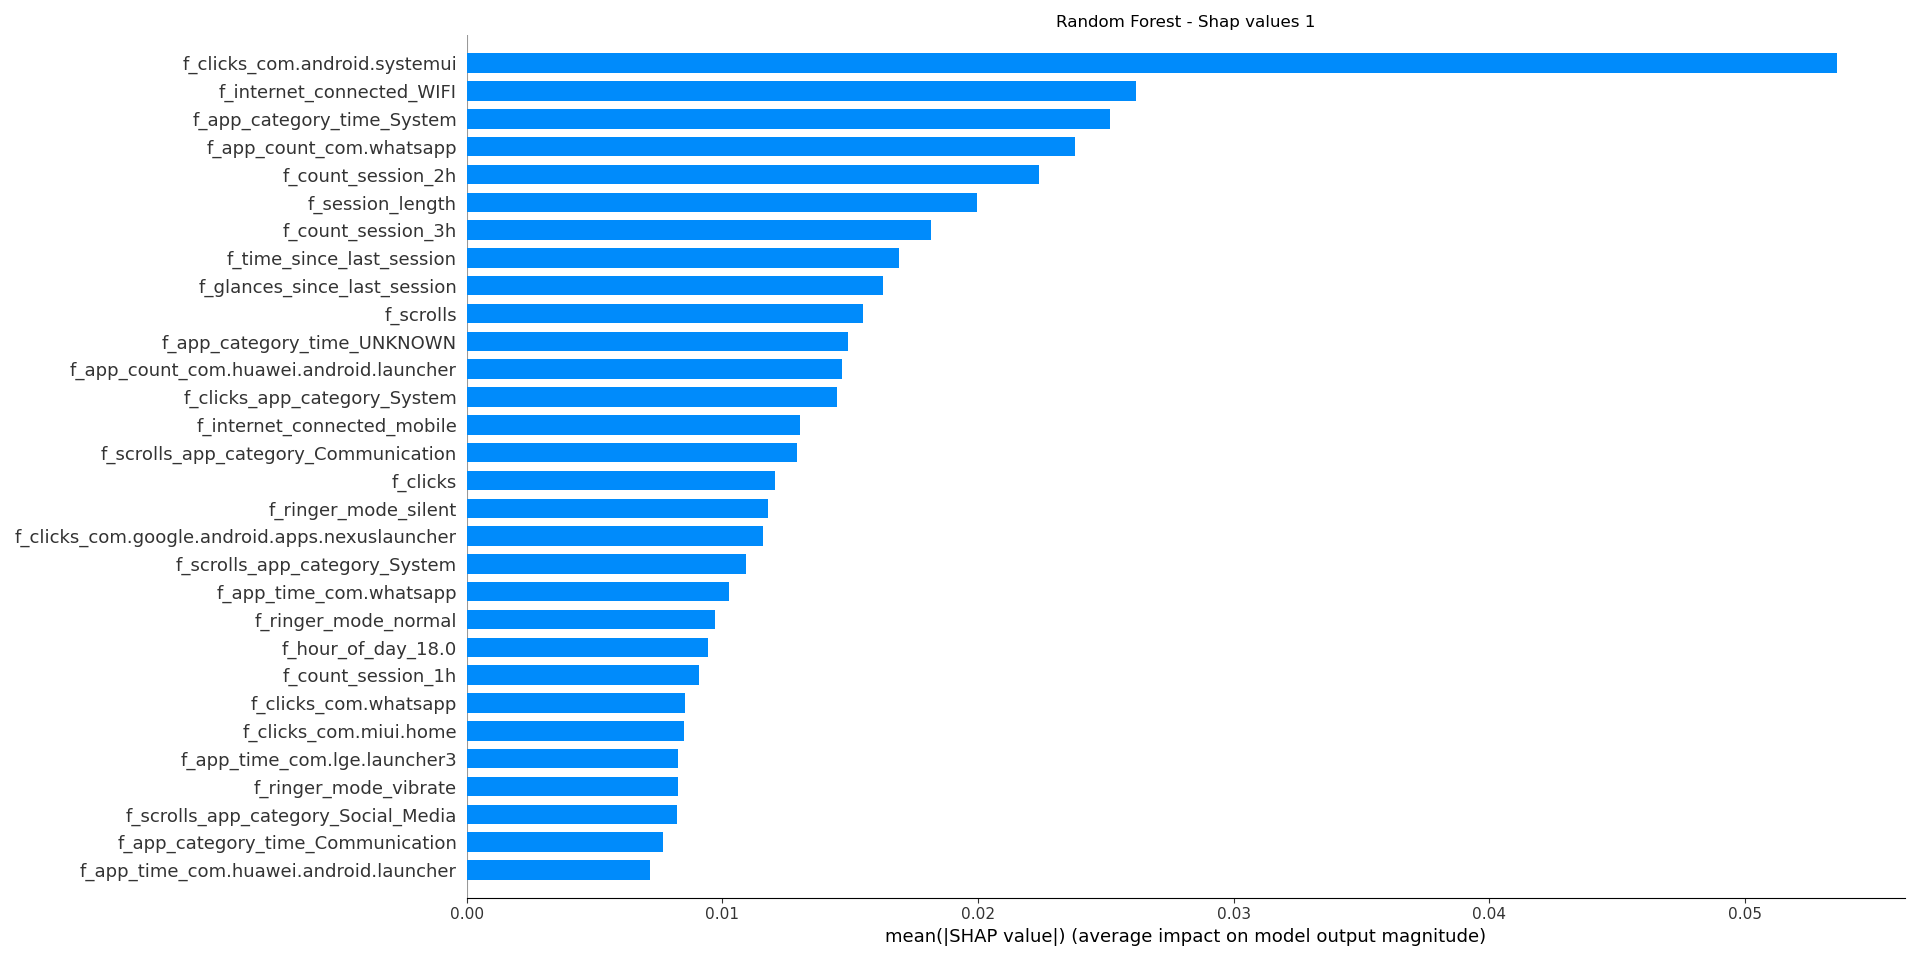 Random Forest - Shap values 1
f_clicks_com.android.systemui
f_internet_connected_WIFI
f_app_category_time_System
f_app_count_com.whatsapp
f_count_session_2h
f_session_length
f_count_session_3h
f_time_since_last_session
f_glances_since_last_session
f_scrolls
f_app_category_time_UNKNOWN
f_app_count_com.huawei.android.launcher
f_clicks_app_category_System
f_internet_connected_mobile
f_scrolls_app_category_Communication
f_clicks
f_ringer_mode_silent
f_clicks_com.google.android.apps.nexuslauncher
f_scrolls_app_category_System
f_app_time_com.whatsapp
f_ringer_mode_normal
f_hour_of_day_18.0
f_count_session_1h
f_clicks_com.whatsapp
f_clicks_com.miui.home
f_app_time_com.lge.launcher3
f_ringer_mode_vibrate
f_scrolls_app_category_Social_Media
f_app_category_time_Communication
f_app_time_com.huawei.android.launcher
0.00 0.01 0.02 0.03 0.04 0.05
mean(|SHAP value|) (average impact on model output magnitude)